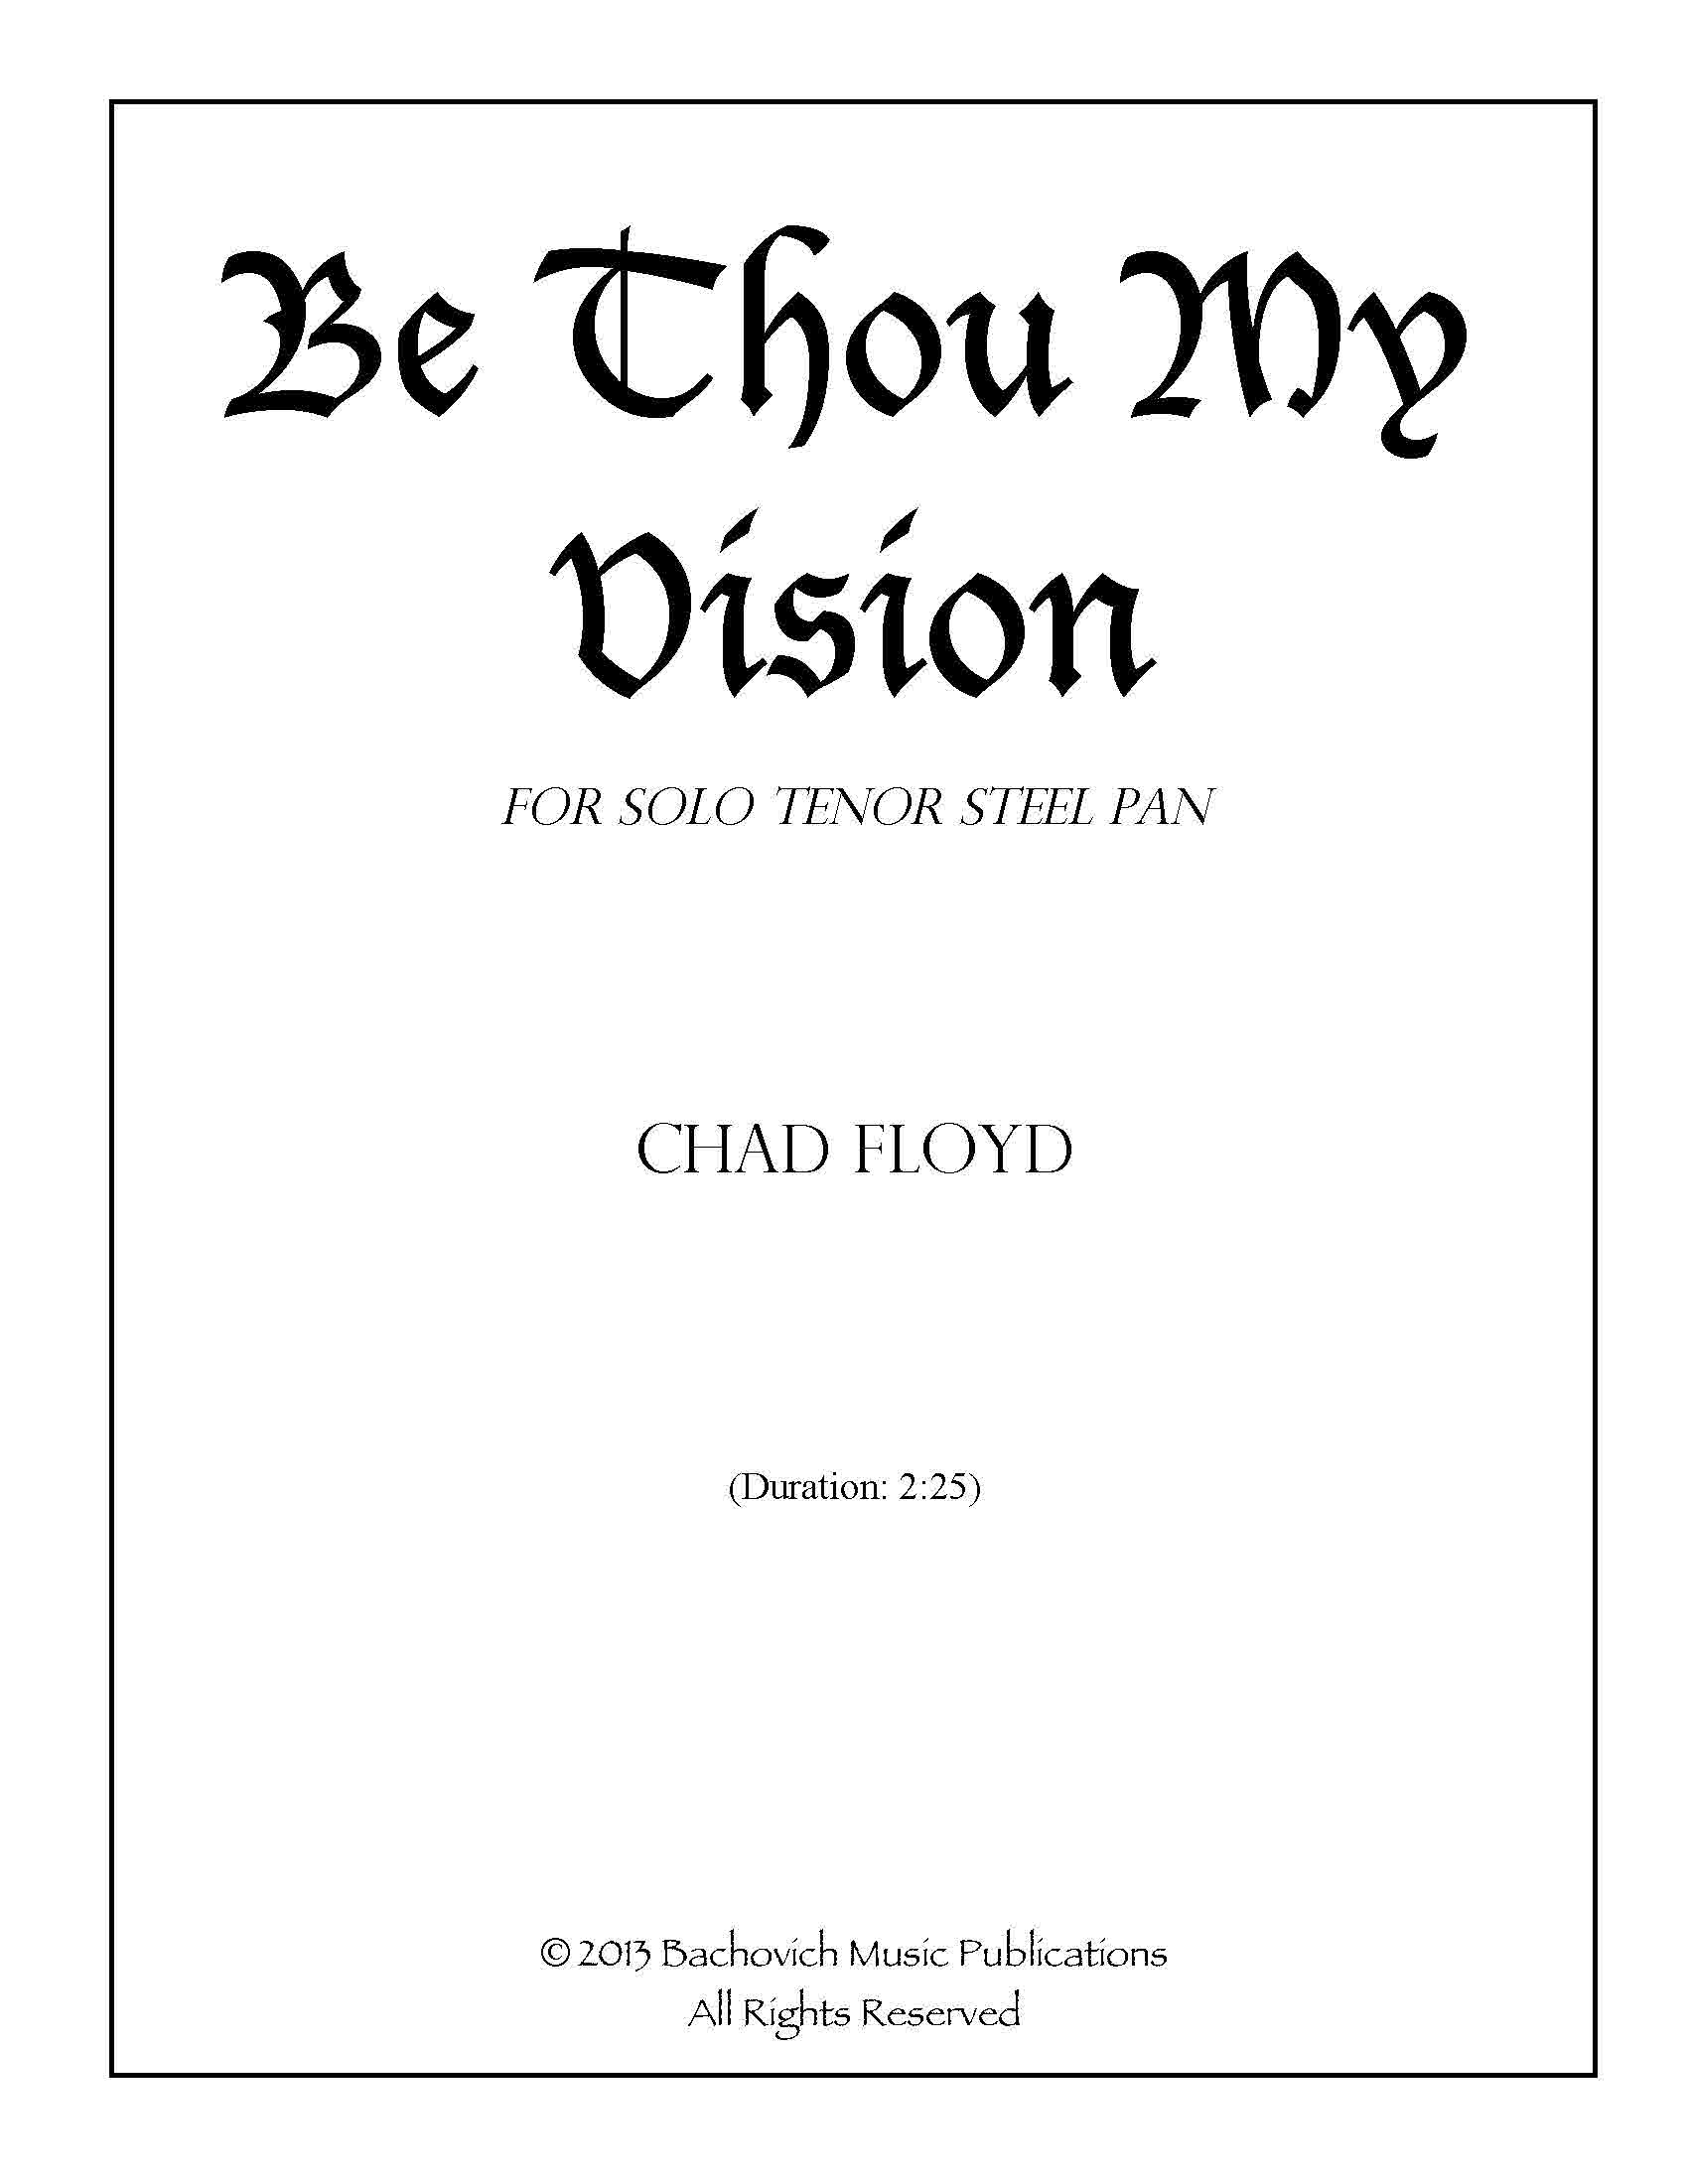 Be Thou My
Vision
FOR SOLO TENOR STEEL PAN
CHAD FLOYD
(Duration: 2:25)
© 2013 Bachovich Music Publications
All Rights Reserved